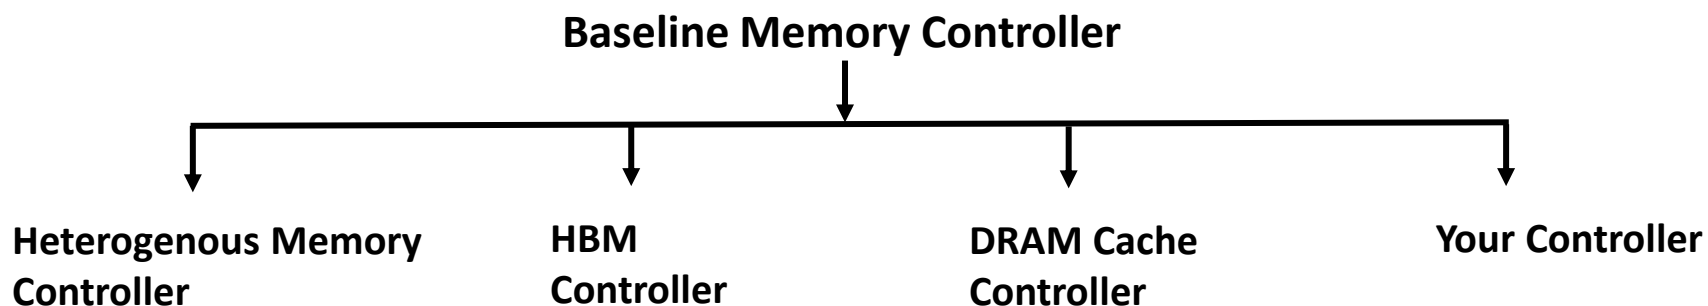 Baseline Memory Controller
Heterogenous Memory
Controller
HBM
Controller
DRAM Cache
Controller
Your Controller